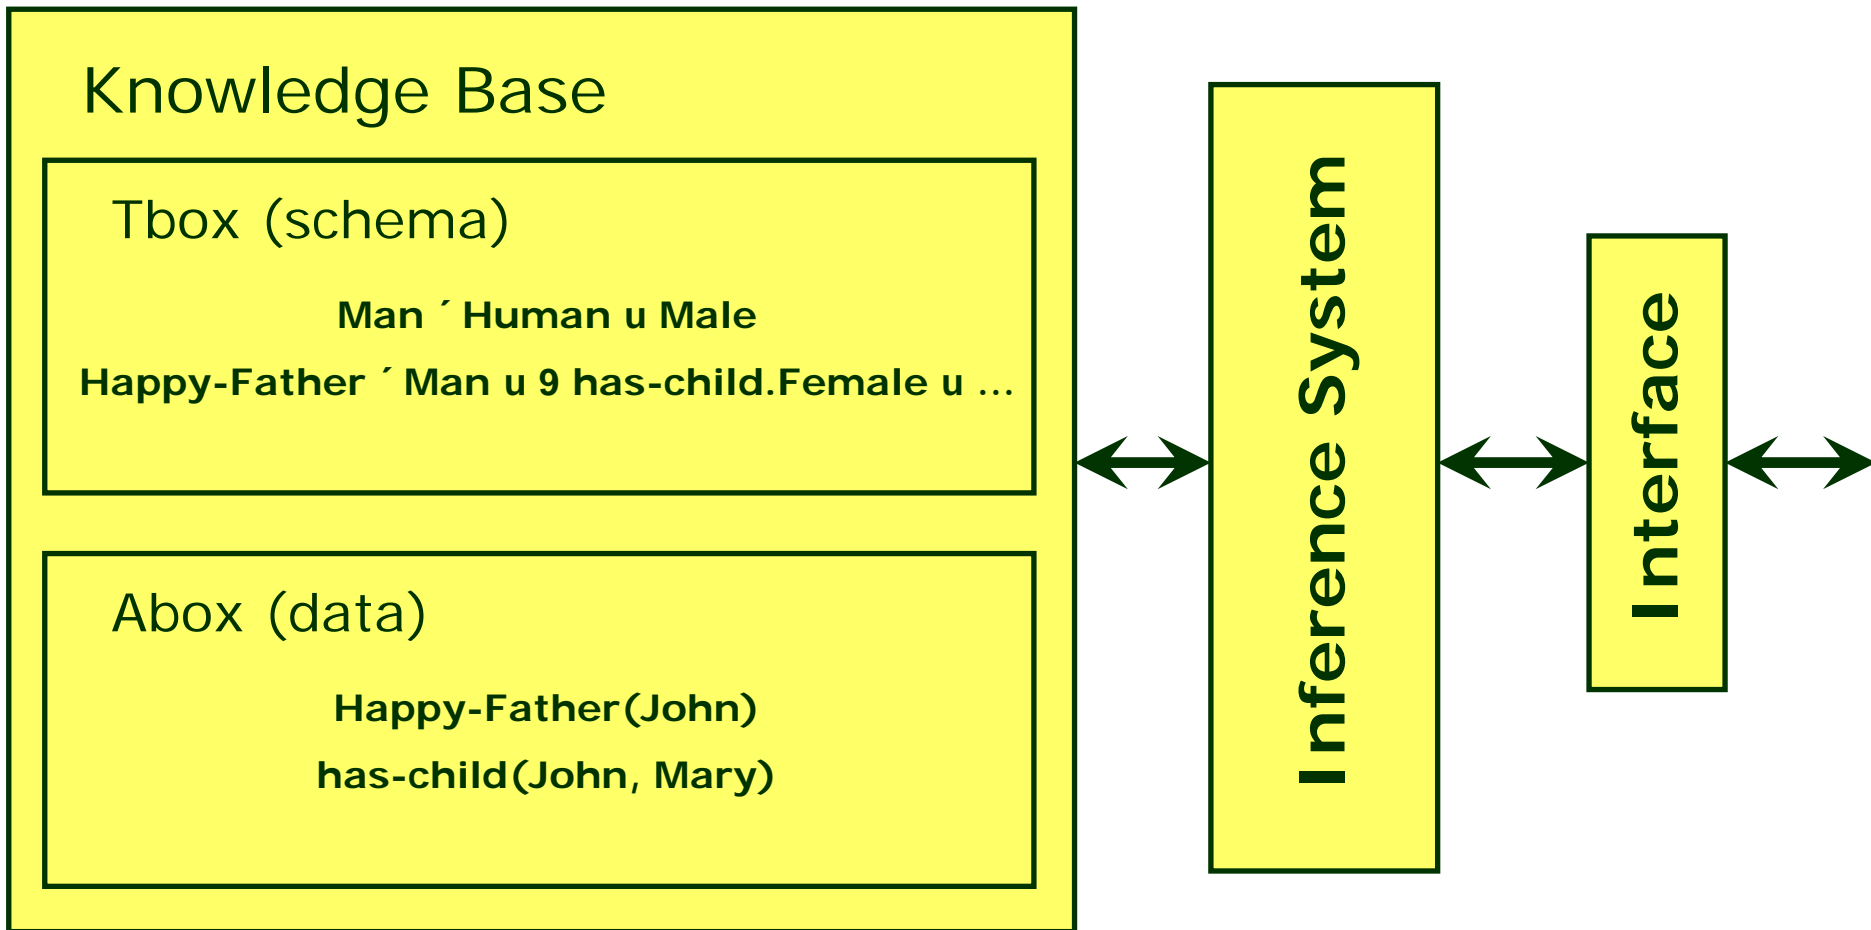 Knowledge Base
Tbox (schema)
Man ´ Human u Male
Happy-Father ´ Man u 9 has-child.Female u ...
Abox (data)
Happy-Father(John)
has-child(John, Mary)
Inference System
Interface